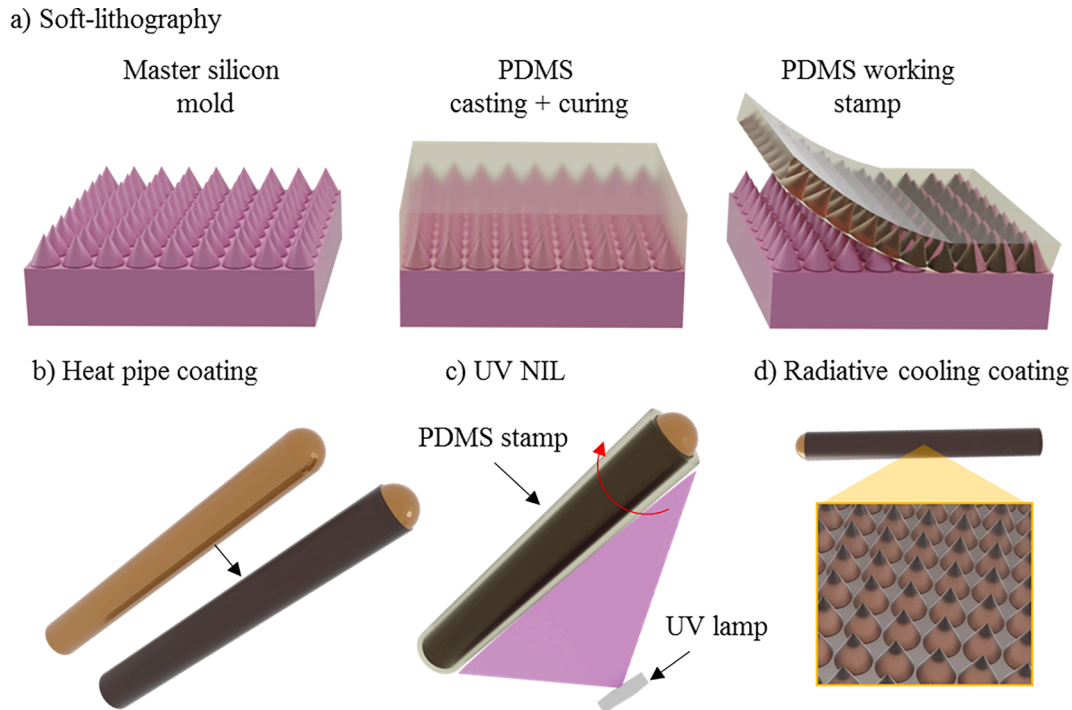 a) Soft-lithography
Master silicon
mold
PDMS
casting + curing
PDMS working
stamp
b) Heat pipe coating
c) UV NIL
d) Radiative cooling coating
PDMS stamp
UV lamp